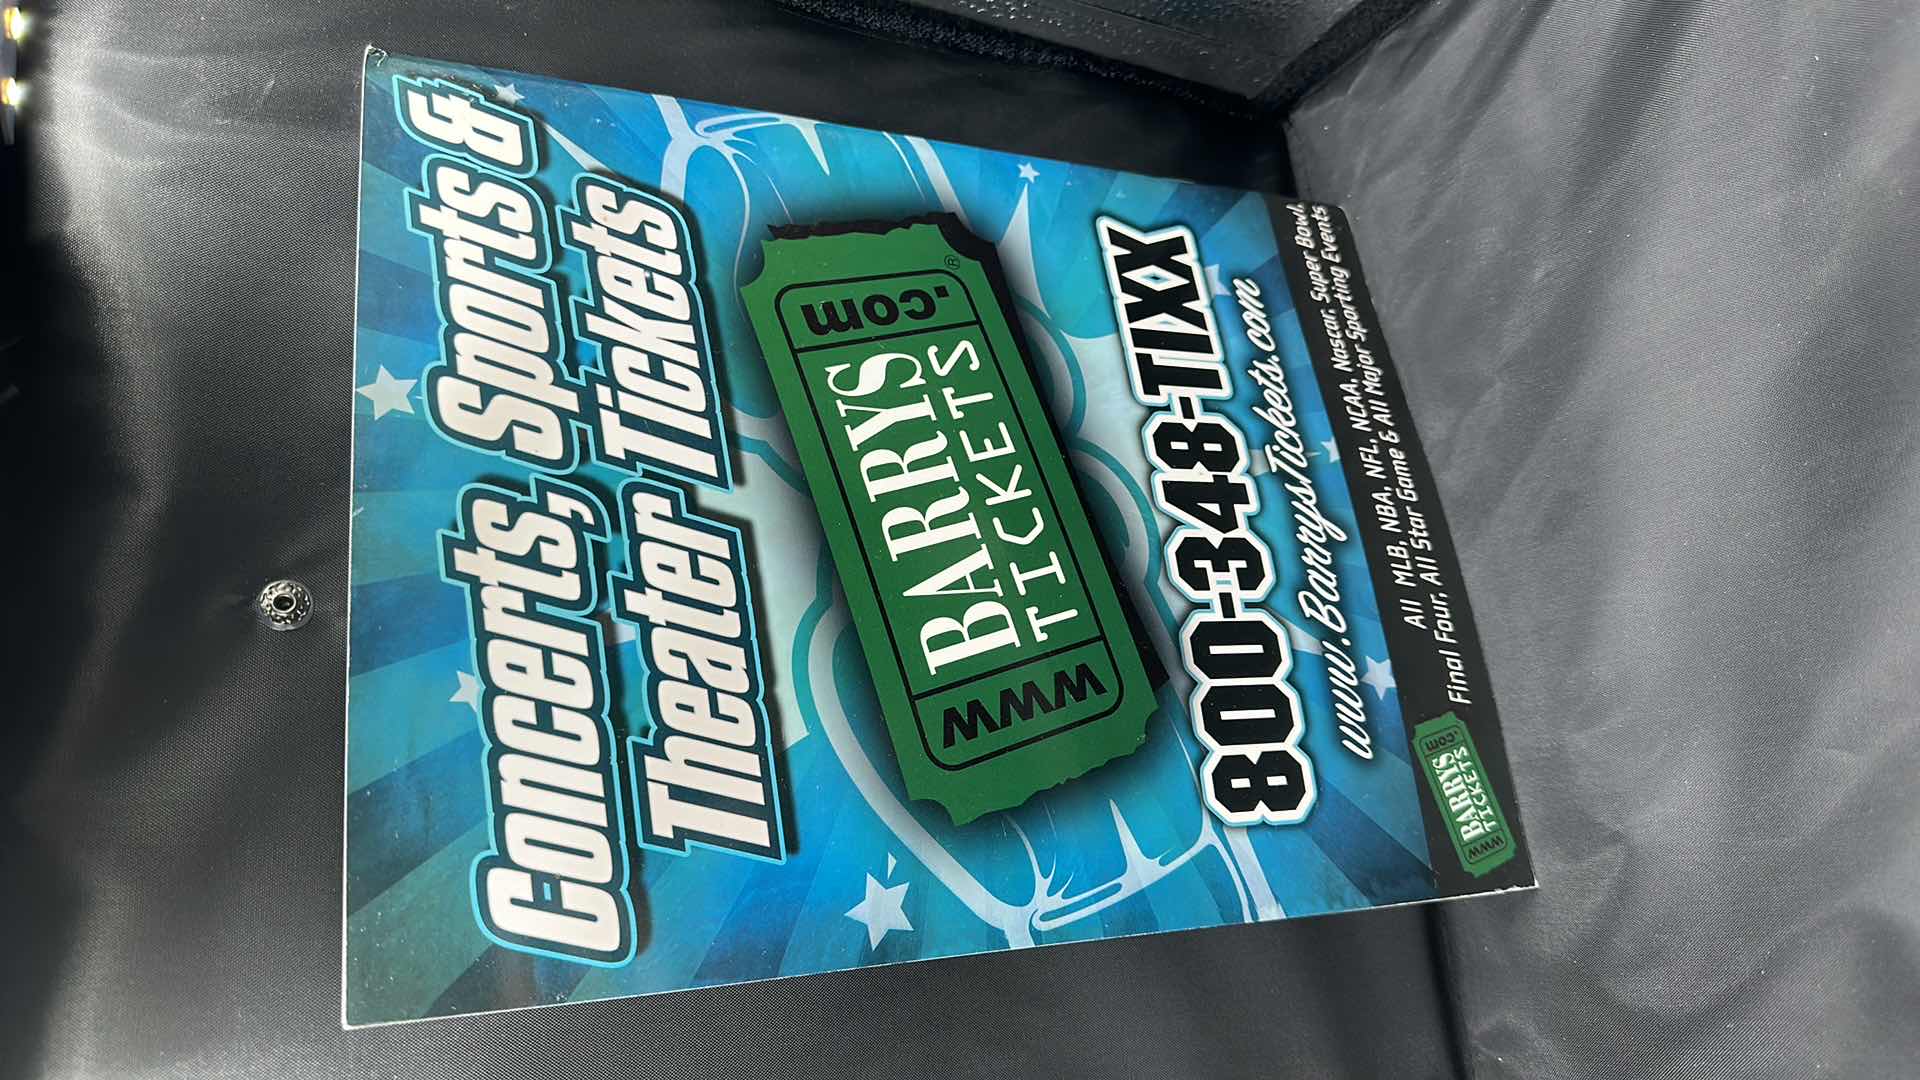 Concerts, Sports &
Theater Tickets
www
BARRYS
TICKETS
.com
®
800-348-TIXX
www.BarrysTickets.com
www
BARRYS
TICKETS
.com
All MLB, NBA, NFL, NCAA, Nascar, Super Bowl,
Final Four, All Star Game & All Major Sporting Events